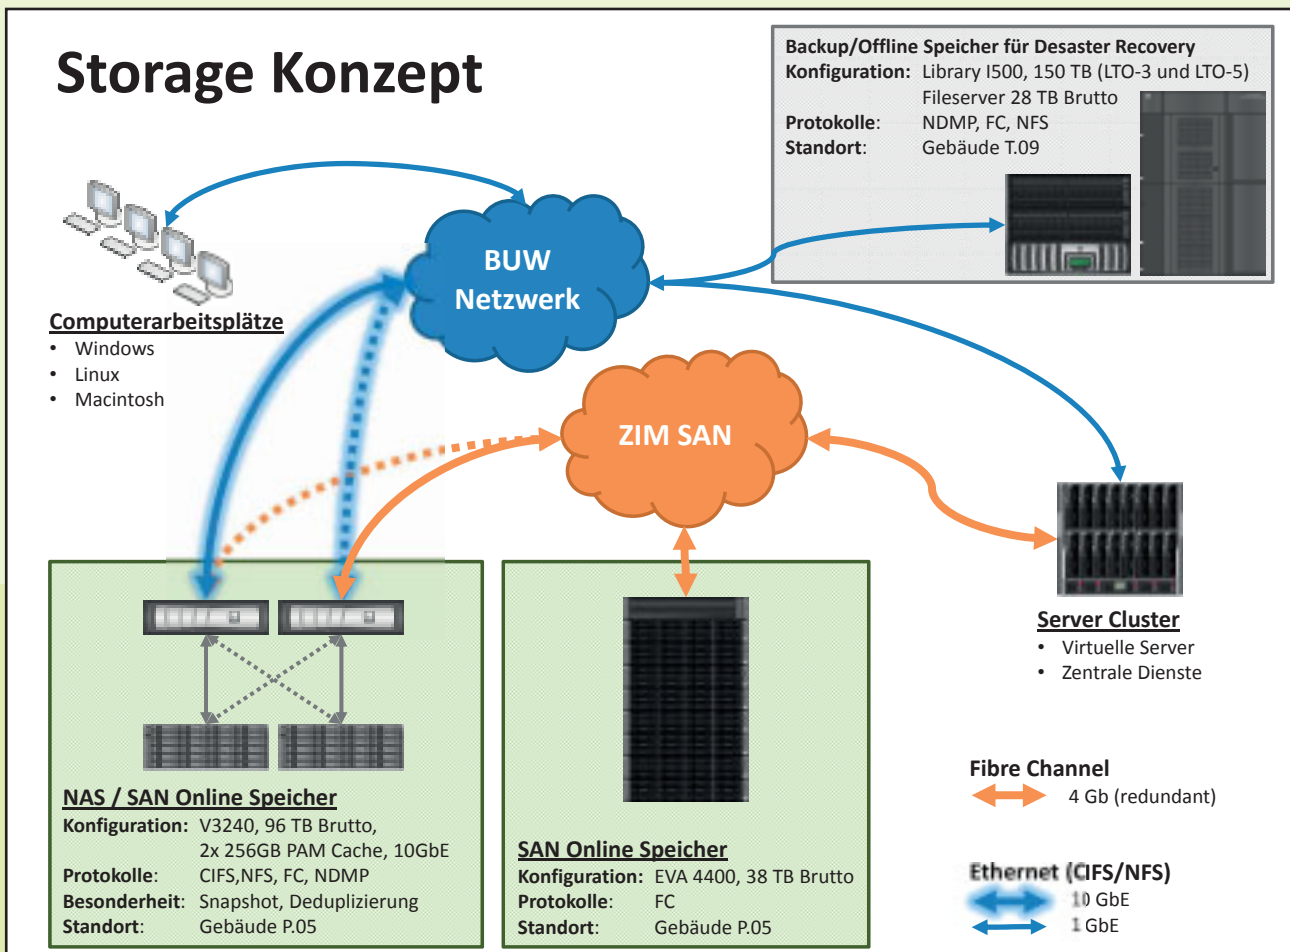 Storage Konzept
Backup/Offline Speicher für Desaster Recovery
Konfiguration: Library I500, 150 TB (LTO-3 und LTO-5)
Fileserver 28 TB Brutto
Protokolle: NDMP, FC, NFS
Standort: Gebäude T.09
BUW
Netzwerk
Computerarbeitsplätze
• Windows
• Linux
• Macintosh
ZIM SAN
Server Cluster
• Virtuelle Server
• Zentrale Dienste
NAS / SAN Online Speicher
Konfiguration: V3240, 96 TB Brutto,
2x 256GB PAM Cache, 10GbE
Protokolle: CIFS,NFS, FC, NDMP
Besonderheit: Snapshot, Deduplizierung
Standort: Gebäude P.05
SAN Online Speicher
Konfiguration: EVA 4400, 38 TB Brutto
Protokolle: FC
Standort: Gebäude P.05
Fibre Channel
4 Gb (redundant)
Ethernet (CIFS/NFS)
10 GbE
1 GbE